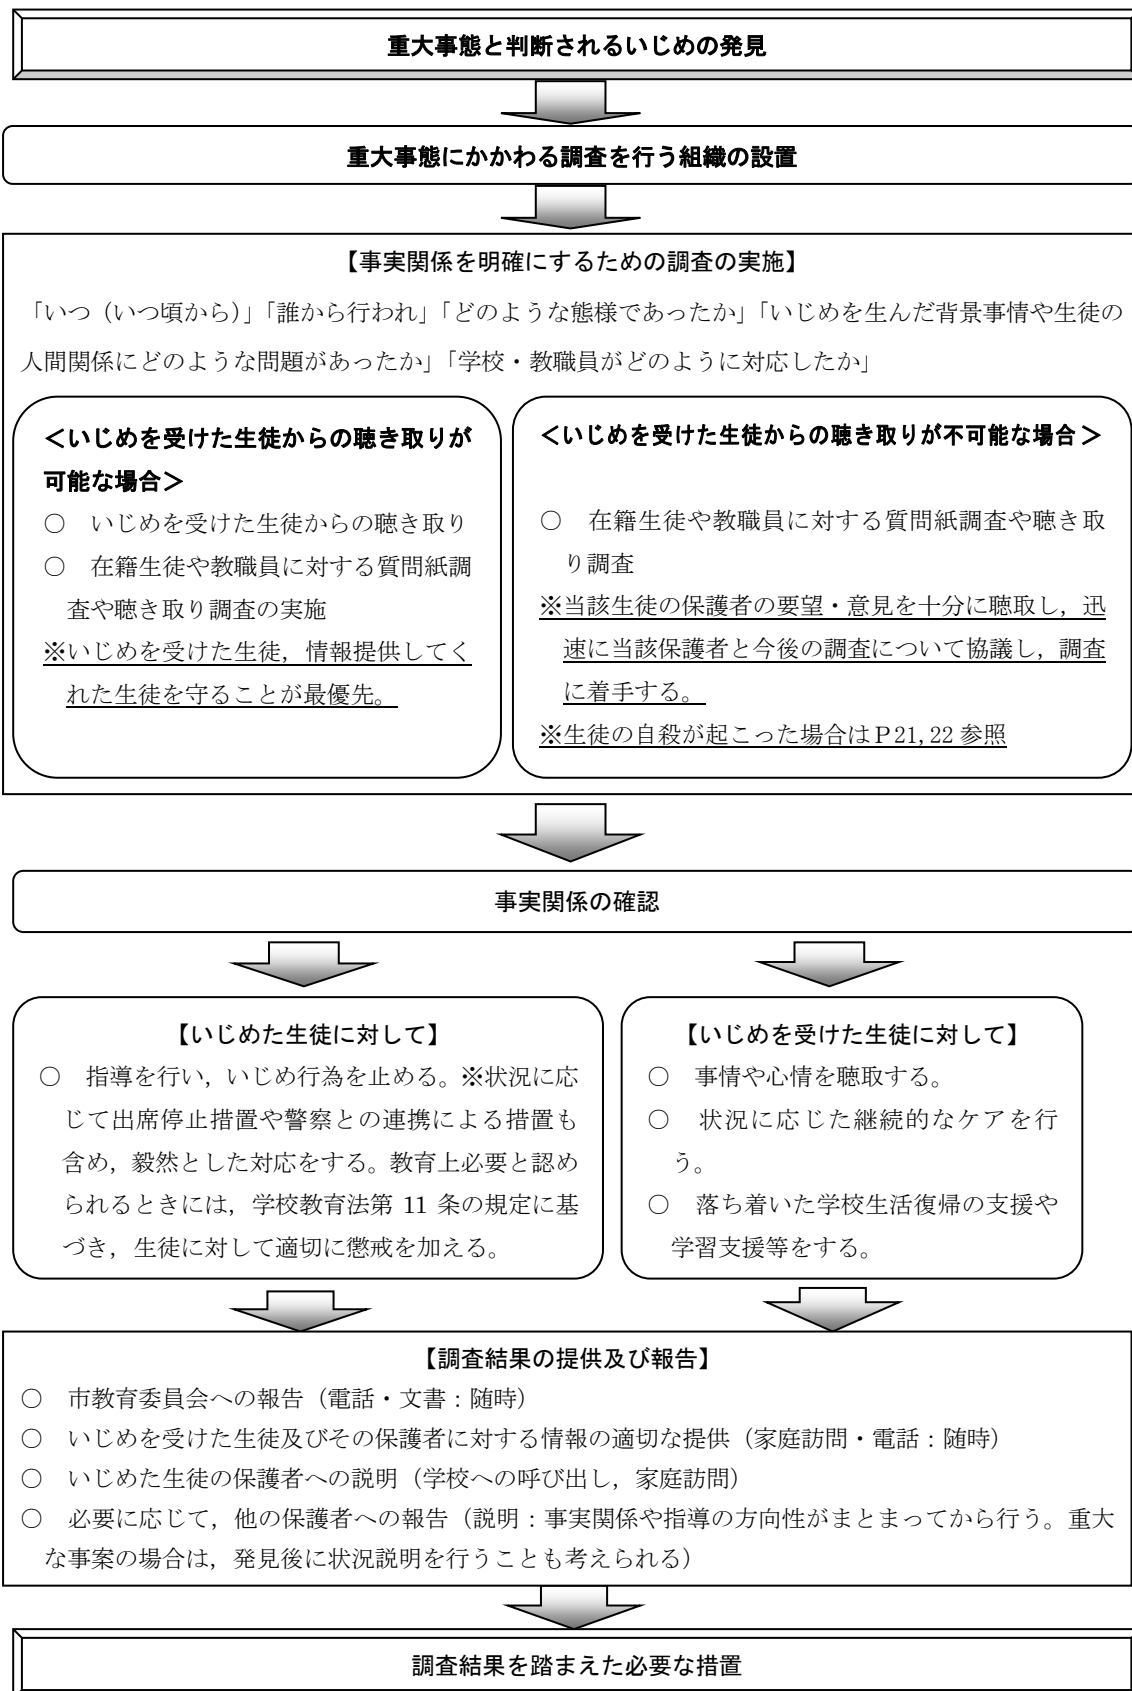 重大事態と判断されるいじめの発見
重大事態にかかわる調査を行う組織の設置
【事実関係を明確にするための調査の実施】
「いつ（いつ頃から）」「誰から行われ」「どのような態様であったか」「いじめを生んだ背景事情や生徒の
人間関係にどのような問題があったか」「学校・教職員がどのように対応したか」
＜いじめを受けた生徒からの聴き取りが
可能な場合＞
○　いじめを受けた生徒からの聴き取り
○　在籍生徒や教職員に対する質問紙調
査や聴き取り調査の実施
※いじめを受けた生徒，情報提供してく
れた生徒を守ることが最優先。
＜いじめを受けた生徒からの聴き取りが不可能な場合＞
○　在籍生徒や教職員に対する質問紙調査や聴き取
り調査
※当該生徒の保護者の要望・意見を十分に聴取し，迅
速に当該保護者と今後の調査について協議し，調査
に着手する。
※生徒の自殺が起こった場合はＰ21,22 参照
事実関係の確認
【いじめた生徒に対して】
○　指導を行い，いじめ行為を止める。※状況に応
じて出席停止措置や警察との連携による措置も
含め，毅然とした対応をする。教育上必要と認め
られるときには，学校教育法第 11 条の規定に基
づき，生徒に対して適切に懲戒を加える。
【いじめを受けた生徒に対して】
○　事情や心情を聴取する。
○　状況に応じた継続的なケアを行
う。
○　落ち着いた学校生活復帰の支援や
学習支援等をする。
【調査結果の提供及び報告】
○　市教育委員会への報告（電話・文書：随時）
○　いじめを受けた生徒及びその保護者に対する情報の適切な提供（家庭訪問・電話：随時）
○　いじめた生徒の保護者への説明（学校への呼び出し，家庭訪問）
○　必要に応じて，他の保護者への報告（説明：事実関係や指導の方向性がまとまってから行う。重大
な事案の場合は，発見後に状況説明を行うことも考えられる）
調査結果を踏まえた必要な措置